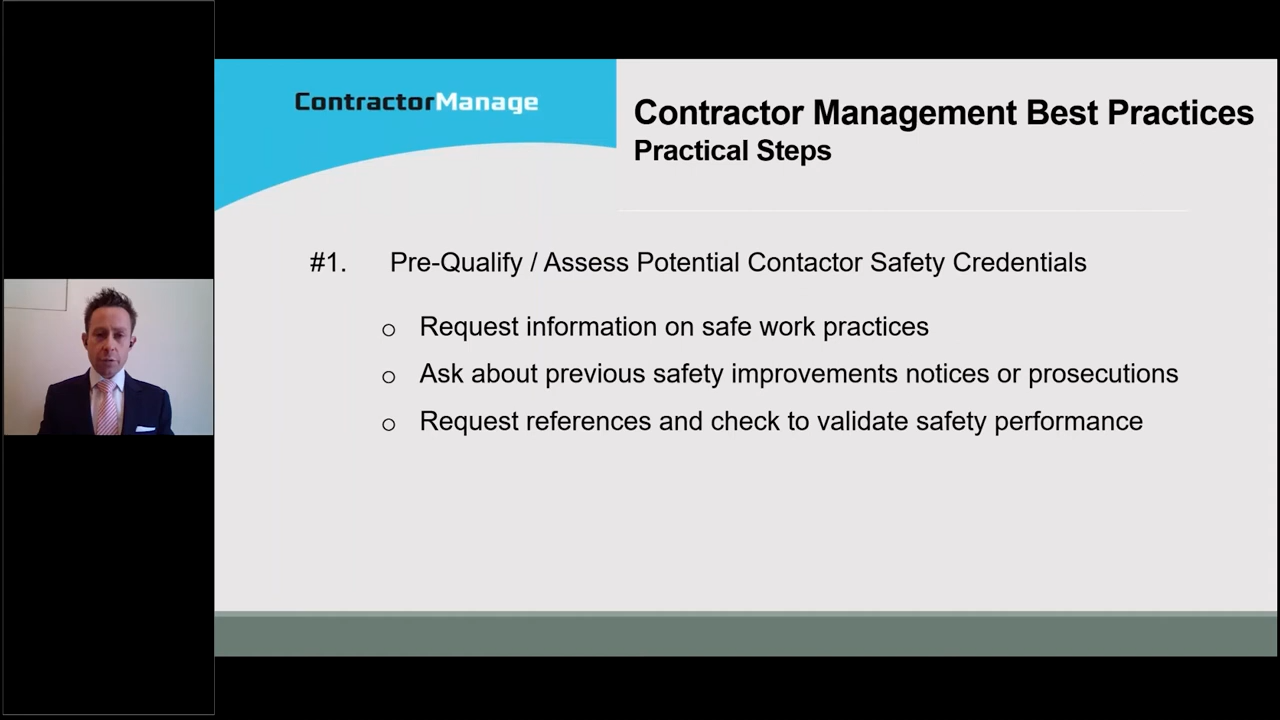 ContractorManage
Contractor Management Best Practices
Practical Steps
#1. Pre-Qualify / Assess Potential Contactor Safety Credentials
o Request information on safe work practices
o Ask about previous safety improvements notices or prosecutions
o Request references and check to validate safety performance